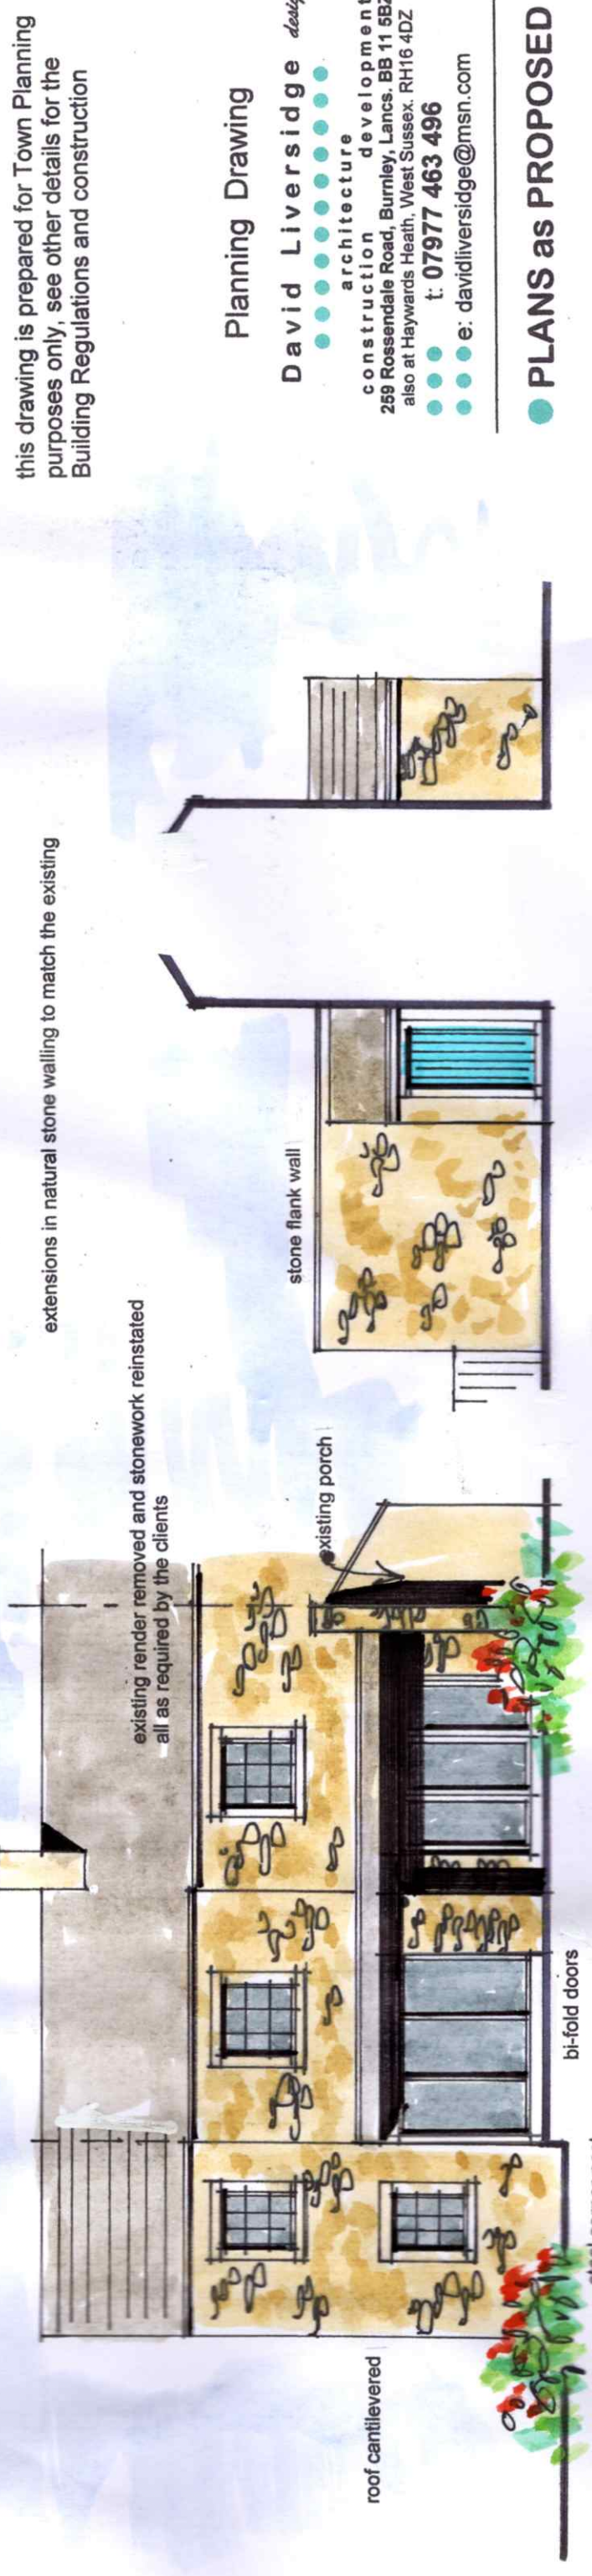 this drawing is prepared for Town Planning
purposes only, see other details for the
Building Regulations and construction
Planning Drawing
David Liversidge
architecture
construction development
259 Rossendale Road, Burnley, Lancs. BB 11 5BZ
also at Haywards Heath, West Sussex. RH16 4DZ
t: 07977 463 496
e: davidliversidge@msn.com
PLANS as PROPOSED
extensions in natural stone walling to match the existing
stone flank wall
existing render removed and stonework reinstated
all as required by the clients
existing porch
roof cantilevered
bi-fold doors